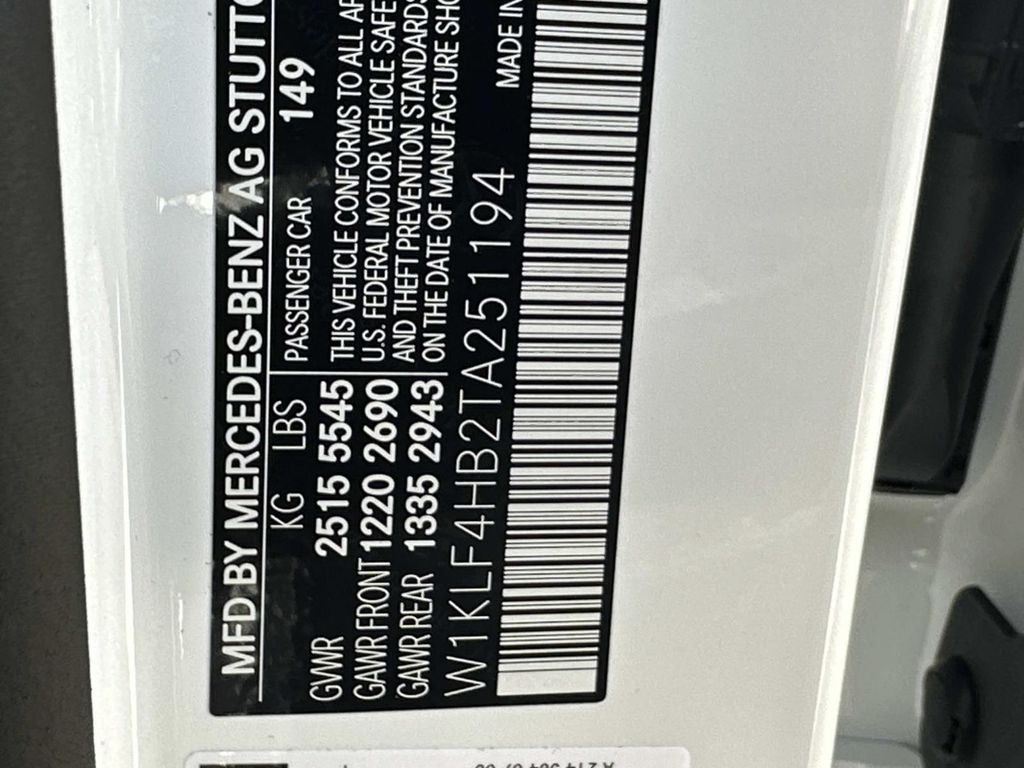 MFD BY MERCEDES-BENZ AG STUTTG
KG LBS PASSENGER CAR 149
GVWR 2515 5545 THIS VEHICLE CONFORMS TO ALL AP
GAWR FRONT 1220 2690 U.S. FEDERAL MOTOR VEHICLE SAFE
GAWR REAR 1335 2943 AND THEFT PREVENTION STANDARDS
ON THE DATE OF MANUFACTURE SHO
W1KLF4HB2TA251194 MADE IN